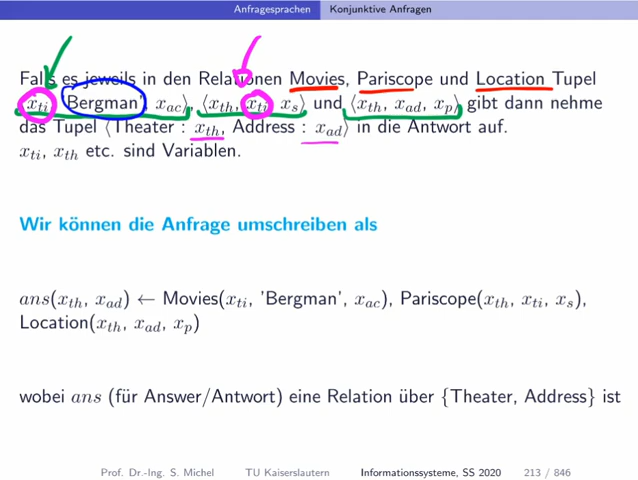 Anfragesprachen Konjunktive Anfragen
Falls es jeweils in den Relationen Movies, Pariscope und Location Tupel
⟨x_ti, 'Bergman', x_ac⟩, ⟨x_th, x_ti, x_s⟩ und ⟨x_th, x_ad, x_p⟩ gibt dann nehme
das Tupel ⟨Theater : x_th, Address : x_ad⟩ in die Antwort auf.
x_ti, x_th etc. sind Variablen.
Wir können die Anfrage umschreiben als
ans(x_th, x_ad) ← Movies(x_ti, 'Bergman', x_ac), Pariscope(x_th, x_ti, x_s),
Location(x_th, x_ad, x_p)
wobei ans (für Answer/Antwort) eine Relation über {Theater, Address} ist
Prof. Dr.-Ing. S. Michel TU Kaiserslautern Informationssysteme, SS 2020 213 / 846